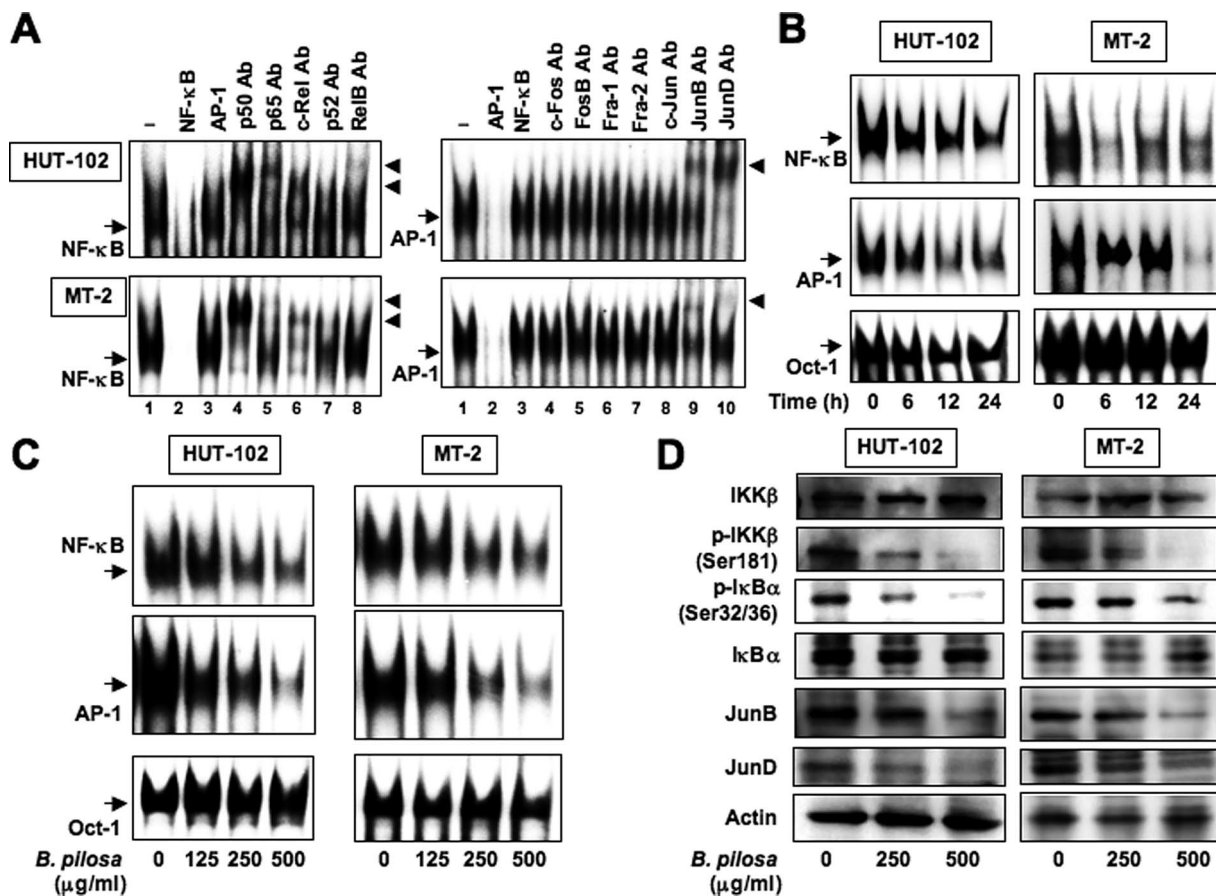 A
–
NF-κB
AP-1
p50 Ab
p65 Ab
c-Rel Ab
p52 Ab
RelB Ab
HUT-102
NF-κB
MT-2
NF-κB
1 2 3 4 5 6 7 8
–
AP-1
NF-κB
c-Fos Ab
FosB Ab
Fra-1 Ab
Fra-2 Ab
c-Jun Ab
JunB Ab
JunD Ab
AP-1
AP-1
1 2 3 4 5 6 7 8 9 10
B
HUT-102 MT-2
NF-κB
AP-1
Oct-1
Time (h) 0 6 12 24 0 6 12 24
C
HUT-102 MT-2
NF-κB
AP-1
Oct-1
B. pilosa 0 125 250 500 0 125 250 500
(μg/ml)
D
HUT-102 MT-2
IKKβ
p-IKKβ
(Ser181)
p-IκBα
(Ser32/36)
IκBα
JunB
JunD
Actin
B. pilosa 0 250 500 0 250 500
(μg/ml)